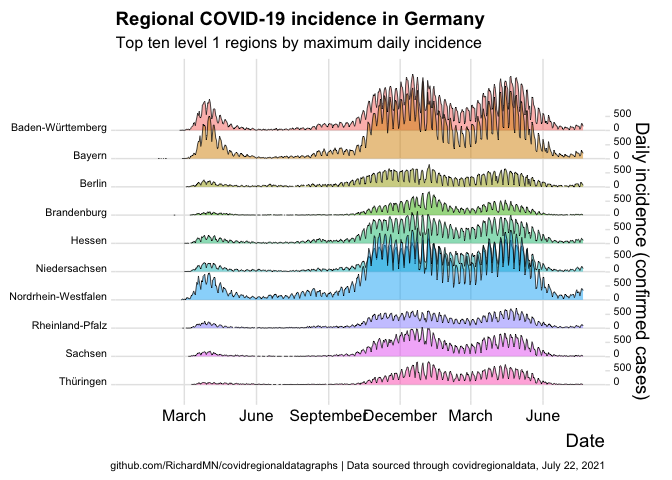 Regional COVID-19 incidence in Germany
Top ten level 1 regions by maximum daily incidence
Baden-Württemberg
500
0
Bayern
500
0
Berlin
500
0
Brandenburg
500
0
Hessen
500
0
Niedersachsen
500
0
Nordrhein-Westfalen
500
0
Rheinland-Pfalz
500
0
Sachsen
500
0
Thüringen
500
0
Daily incidence (confirmed cases)
March June September December March June
Date
github.com/RichardMN/covidregionaldatagraphs | Data sourced through covidregionaldata, July 22, 2021